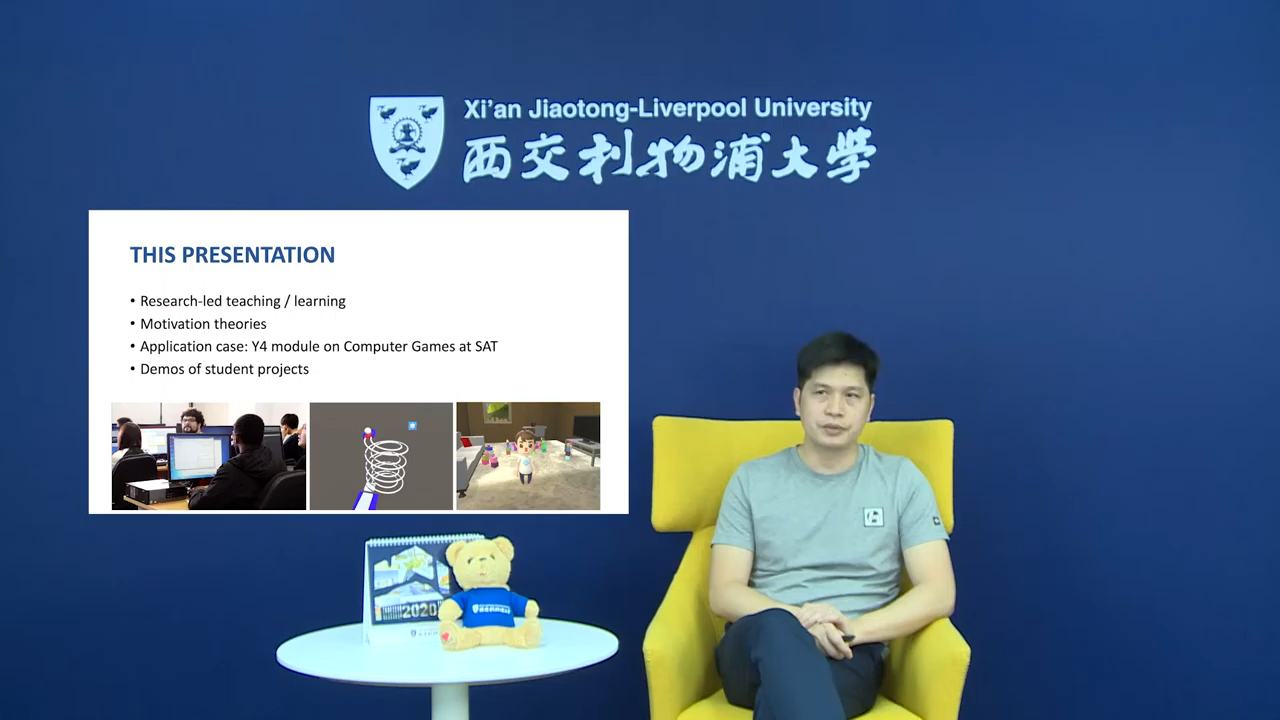 Xi'an Jiaotong-Liverpool University
西交利物浦大学
THIS PRESENTATION
• Research-led teaching / learning
• Motivation theories
• Application case: Y4 module on Computer Games at SAT
• Demos of student projects
2020